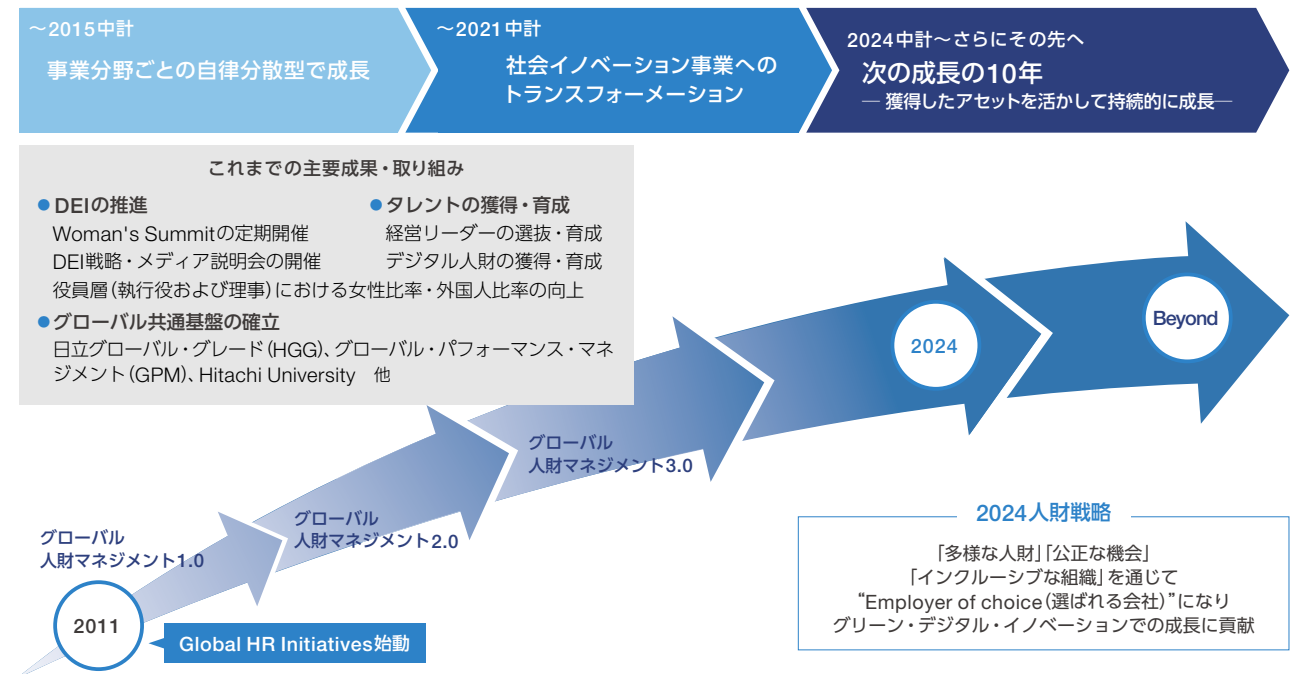 ～2015中計
事業分野ごとの自律分散型で成長
～2021中計
社会イノベーション事業への
トランスフォーメーション
2024中計～さらにその先へ
次の成長の10年
― 獲得したアセットを活かして持続的に成長―
これまでの主要成果・取り組み
●DEIの推進
Woman's Summitの定期開催
DEI戦略・メディア説明会の開催
役員層（執行役および理事）における女性比率・外国人比率の向上
●タレントの獲得・育成
経営リーダーの選抜・育成
デジタル人財の獲得・育成
●グローバル共通基盤の確立
日立グローバル・グレード（HGG）、グローバル・パフォーマンス・マネ
ジメント（GPM）、Hitachi University　他
グローバル
人財マネジメント1.0
2011
Global HR Initiatives始動
グローバル
人財マネジメント2.0
グローバル
人財マネジメント3.0
2024
Beyond
2024人財戦略
「多様な人財」「公正な機会」
「インクルーシブな組織」を通じて
“Employer of choice（選ばれる会社）”になり
グリーン・デジタル・イノベーションでの成長に貢献